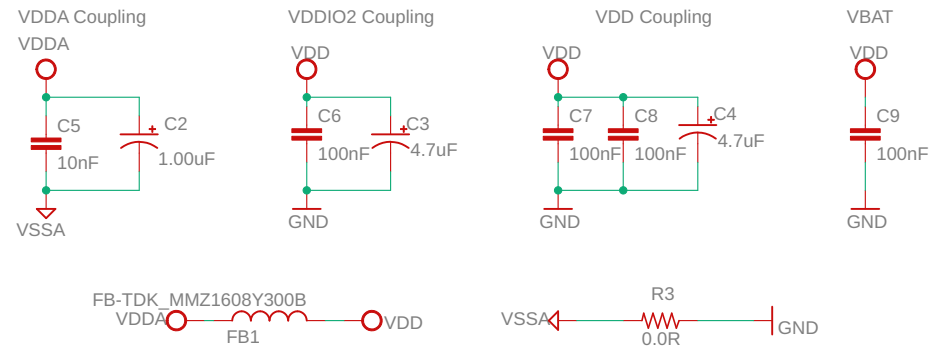 VDDA Coupling
VDDIO2 Coupling
VDD Coupling
VBAT
VDDA
VDD
VDD
VDD
C5
10nF
C2
1.00uF
C6
100nF
C3
4.7uF
C7
100nF
C8
100nF
C4
4.7uF
C9
100nF
VSSA
GND
GND
GND
FB-TDK_MMZ1608Y300B
VDDA
VDD
FB1
R3
VSSA
GND
0.0R